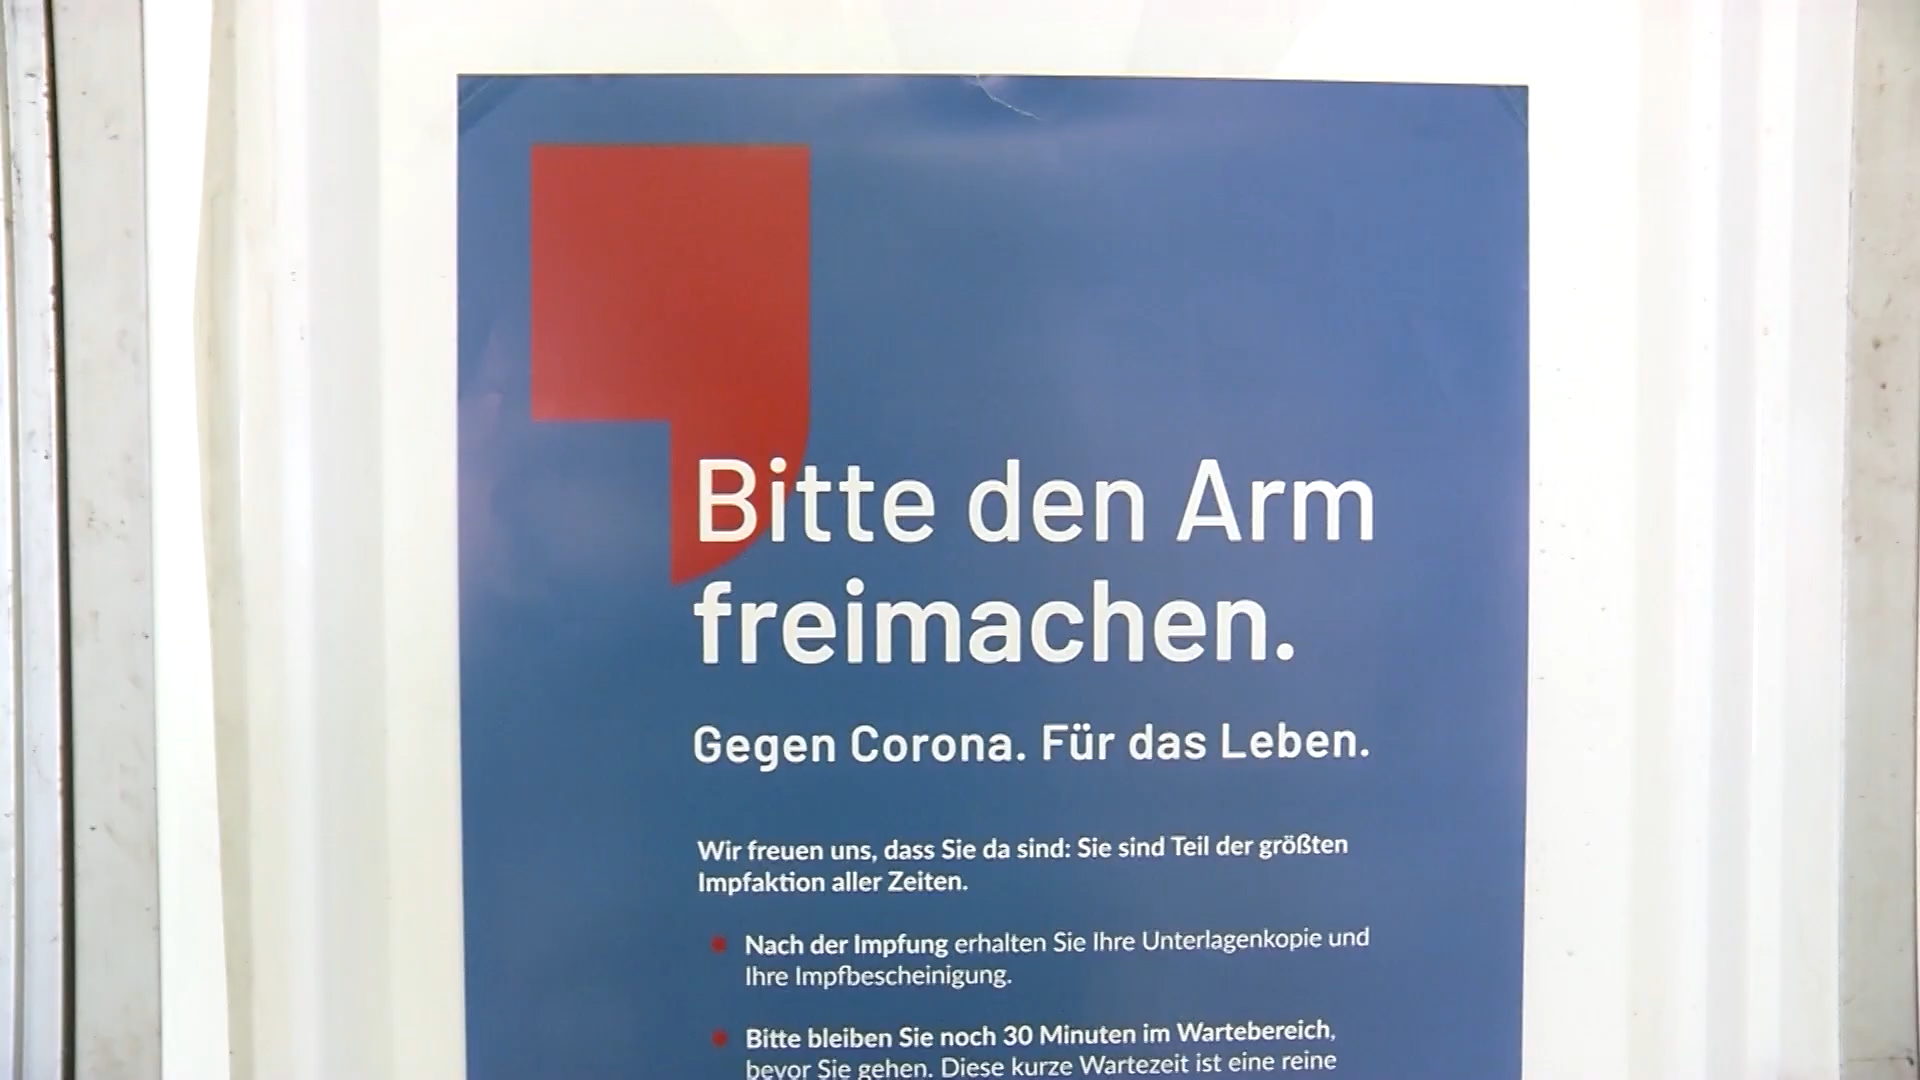 Bitte den Arm
freimachen.
Gegen Corona. Für das Leben.
Wir freuen uns, dass Sie da sind: Sie sind Teil der größten
Impfaktion aller Zeiten.
Nach der Impfung erhalten Sie Ihre Unterlagenkopie und
Ihre Impfbescheinigung.
Bitte bleiben Sie noch 30 Minuten im Wartebereich,
bevor Sie gehen. Diese kurze Wartezeit ist eine reine